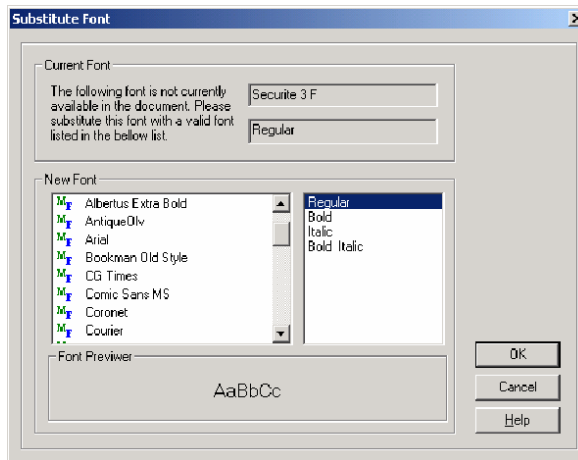 Substitute Font
Current Font
The following font is not currently
available in the document. Please
substitute this font with a valid font
listed in the bellow list.
Securite 3 F
Regular
New Font
Albertus Extra Bold
AntiqueOlv
Arial
Bookman Old Style
CG Times
Comic Sans MS
Coronet
Courier
Regular
Bold
Italic
Bold Italic
Font Previwer
AaBbCc
OK
Cancel
Help